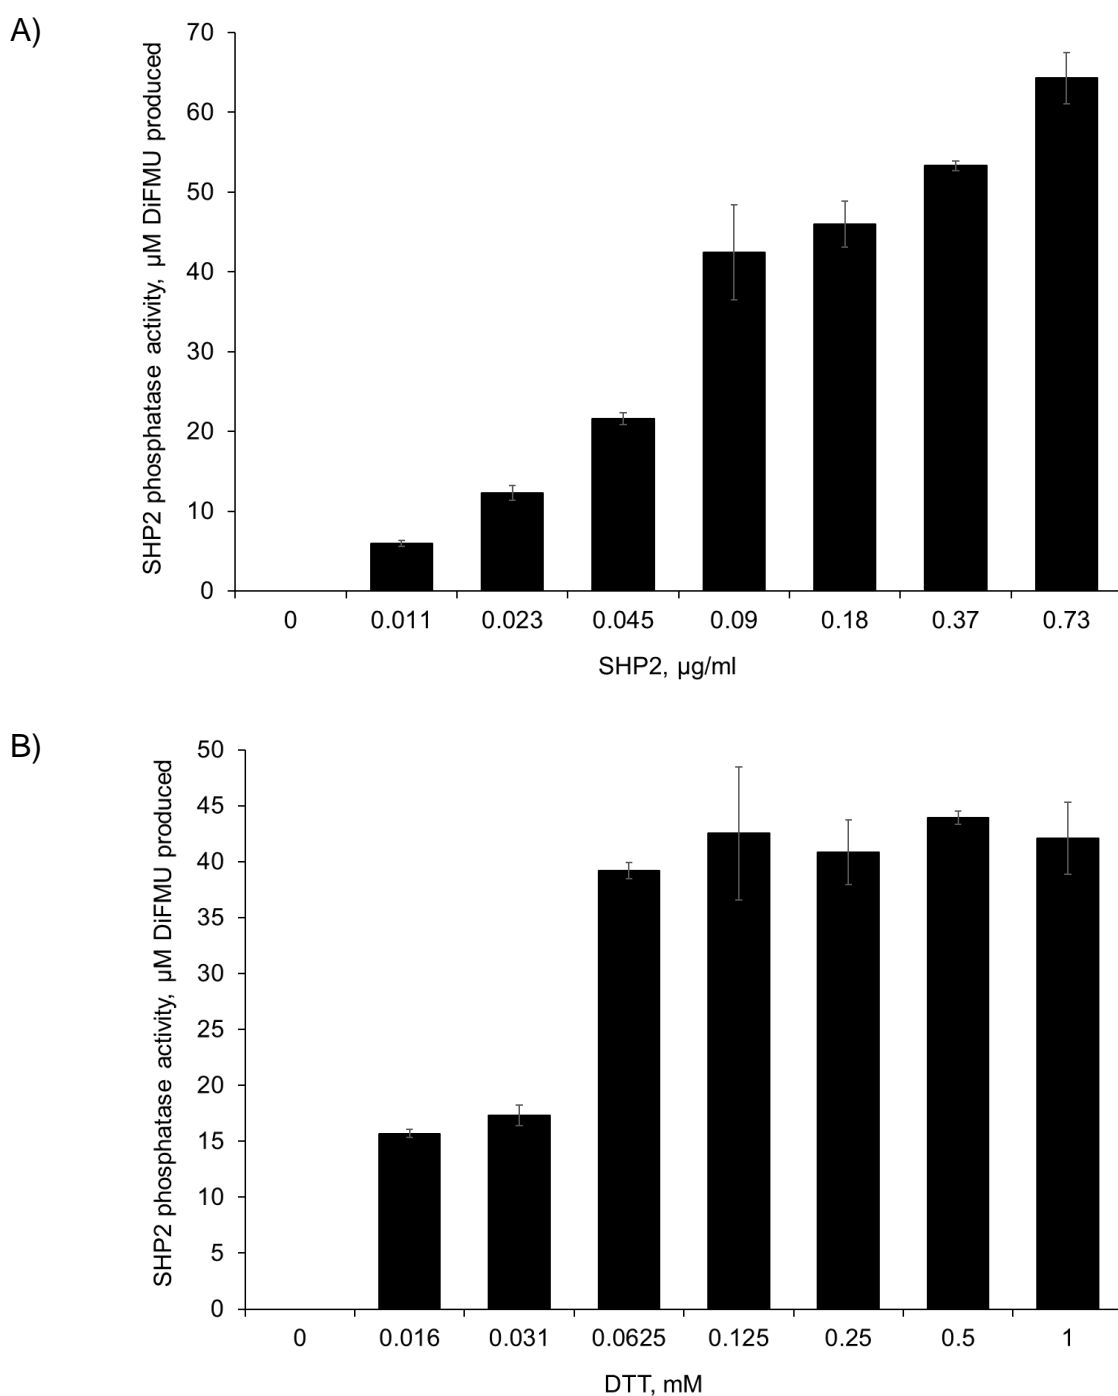 A)
SHP2 phosphatase activity, µM DiFMU produced
70
60
50
40
30
20
10
0
0 0.011 0.023 0.045 0.09 0.18 0.37 0.73
SHP2, µg/ml
B)
SHP2 phosphatase activity, µM DiFMU produced
50
45
40
35
30
25
20
15
10
5
0
0 0.016 0.031 0.0625 0.125 0.25 0.5 1
DTT, mM